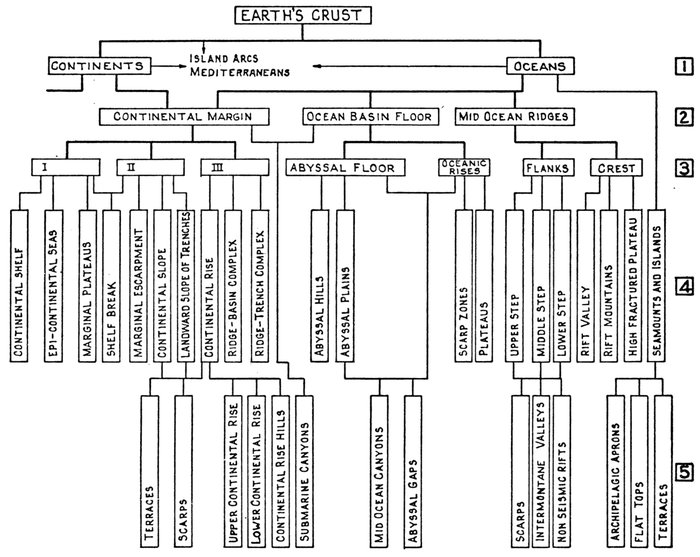 EARTH'S CRUST
CONTINENTS
ISLAND ARCS
MEDITERRANEANS
OCEANS
1
CONTINENTAL MARGIN
OCEAN BASIN FLOOR
MID OCEAN RIDGES
2
I
II
III
ABYSSAL FLOOR
OCEANIC
RISES
FLANKS
CREST
3
CONTINENTAL SHELF
EPI-CONTINENTAL SEAS
MARGINAL PLATEAUS
SHELF BREAK
MARGINAL ESCARPMENT
CONTINENTAL SLOPE
LANDWARD SLOPE OF TRENCHES
CONTINENTAL RISE
RIDGE-BASIN COMPLEX
RIDGE-TRENCH COMPLEX
ABYSSAL HILLS
ABYSSAL PLAINS
SCARP ZONES
PLATEAUS
UPPER STEP
MIDDLE STEP
LOWER STEP
RIFT VALLEY
RIFT MOUNTAINS
HIGH FRACTURED PLATEAU
SEAMOUNTS AND ISLANDS
4
TERRACES
SCARPS
UPPER CONTINENTAL RISE
LOWER CONTINENTAL RISE
CONTINENTAL RISE HILLS
SUBMARINE CANYONS
MID OCEAN CANYONS
ABYSSAL GAPS
SCARPS
INTERMONTANE VALLEYS
NON SEISMIC RIFTS
ARCHIPELAGIC APRONS
FLAT TOPS
TERRACES
5